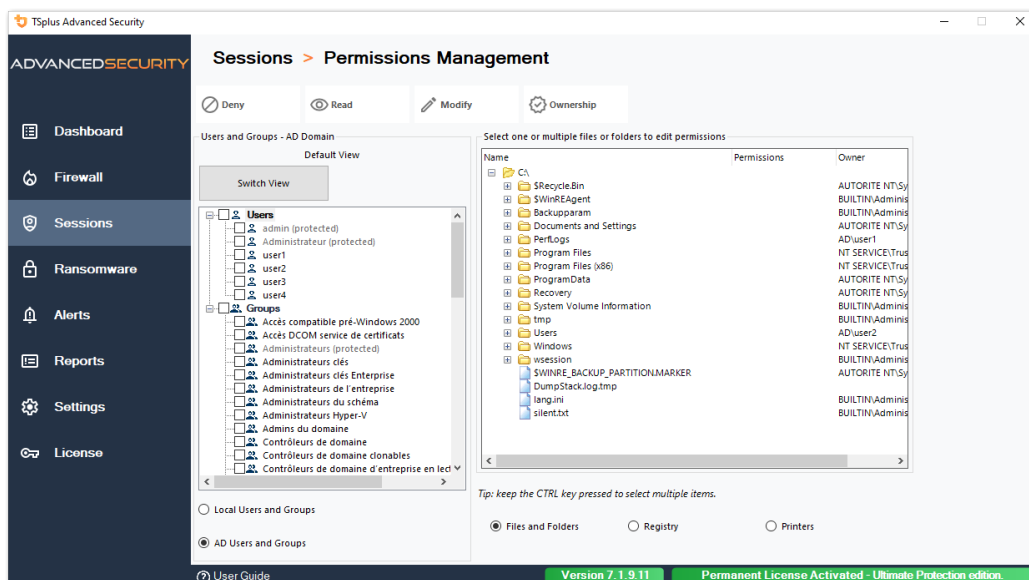 TSplus Advanced Security
ADVANCEDSECURITY
Sessions > Permissions Management
Deny
Read
Modify
Ownership
Dashboard
Firewall
Sessions
Ransomware
Alerts
Reports
Settings
License
Users and Groups - AD Domain
Default View
Switch View
Users
admin (protected)
Administrateur (protected)
user1
user2
user3
user4
Groups
Accès compatible pré-Windows 2000
Accès DCOM service de certificats
Administrateurs (protected)
Administrateurs clés
Administrateurs clés Enterprise
Administrateurs de l'entreprise
Administrateurs du schéma
Administrateurs Hyper-V
Admins du domaine
Contrôleurs de domaine
Contrôleurs de domaine clonables
Contrôleurs de domaine d'entreprise en lect
Local Users and Groups
AD Users and Groups
Select one or multiple files or folders to edit permissions
Name Permissions Owner
C:\
$Recycle.Bin AUTORITE NT\Sy
$WinREAgent BUILTIN\Adminis
Backupparam BUILTIN\Adminis
Documents and Settings AUTORITE NT\Sy
PerfLogs AD\user1
Program Files NT SERVICE\Trus
Program Files (x86) NT SERVICE\Trus
ProgramData AUTORITE NT\Sy
Recovery AUTORITE NT\Sy
System Volume Information BUILTIN\Adminis
tmp BUILTIN\Adminis
Users AD\user2
Windows NT SERVICE\Trus
wsession BUILTIN\Adminis
$WINRE_BACKUP_PARTITION.MARKER AUTORITE NT\Sy
DumpStack.log.tmp
lang.ini BUILTIN\Adminis
silent.txt BUILTIN\Adminis
Tip: keep the CTRL key pressed to select multiple items.
Files and Folders
Registry
Printers
User Guide
Version 7.1.9.11
Permanent License Activated - Ultimate Protection edition.